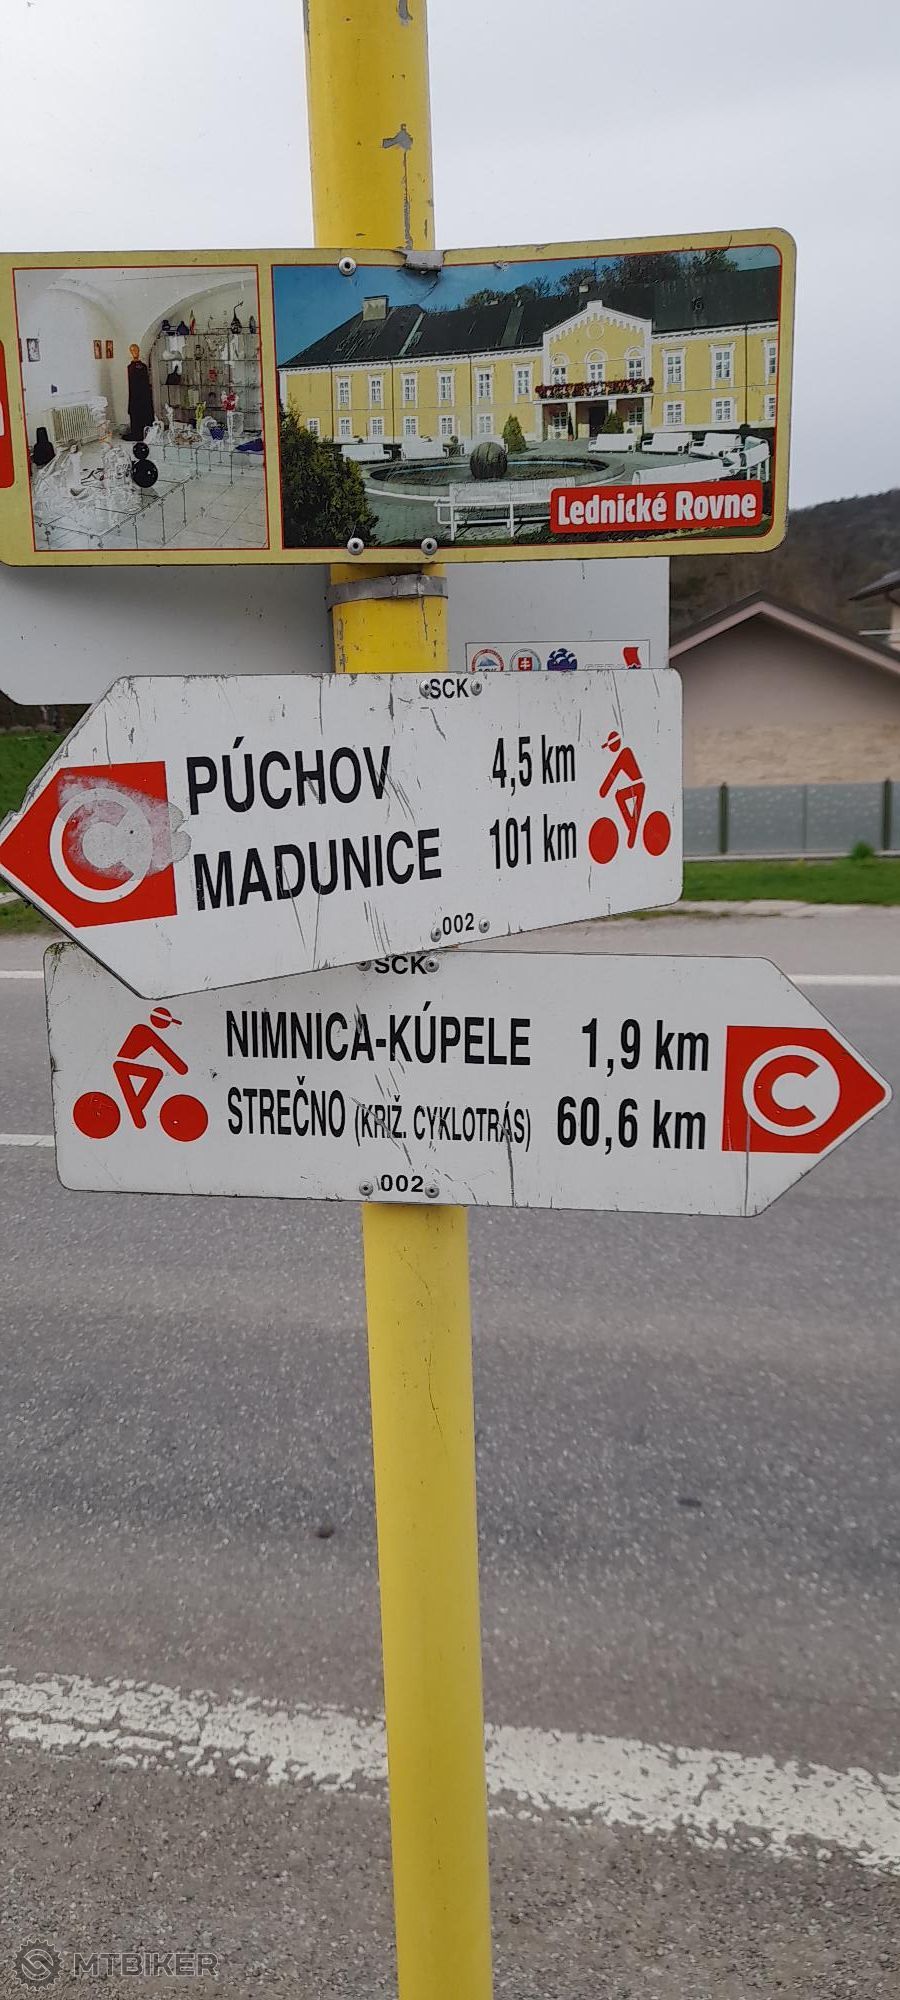 Lednické Rovne
SCK
PÚCHOV 4,5 km
MADUNICE 101 km
C
002
SCK
NIMNICA-KÚPELE 1,9 km
STREČNO (KRIŽ. CYKLOTRÁS) 60,6 km
C
002
MTBIKER